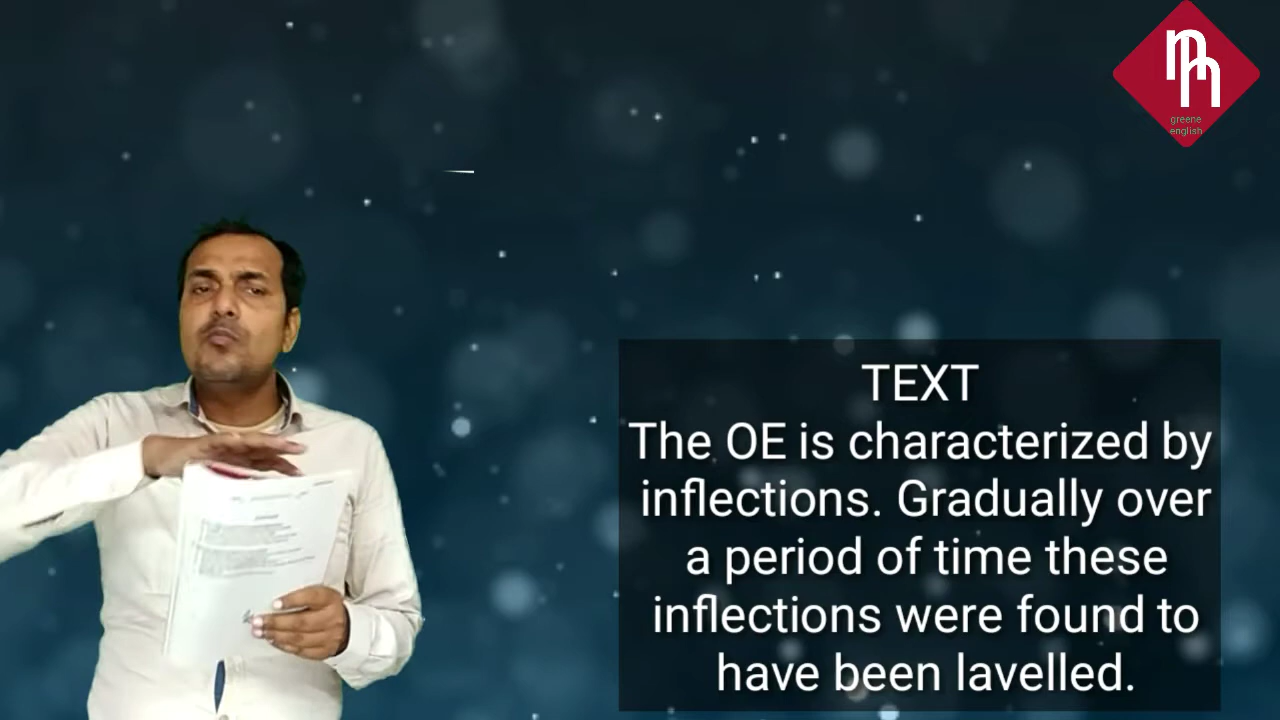 greene
english
TEXT
The OE is characterized by
inflections. Gradually over
a period of time these
inflections were found to
have been lavelled.